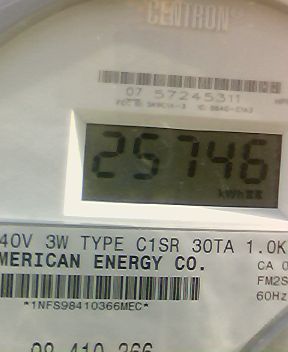 CENTRON
07 57245311
25746
kWh
40V 3W TYPE C1SR 30TA 1.0K
MERICAN ENERGY CO.
CA 0
FM2S
60Hz
*1NFS98410366MEC*
08 410 366